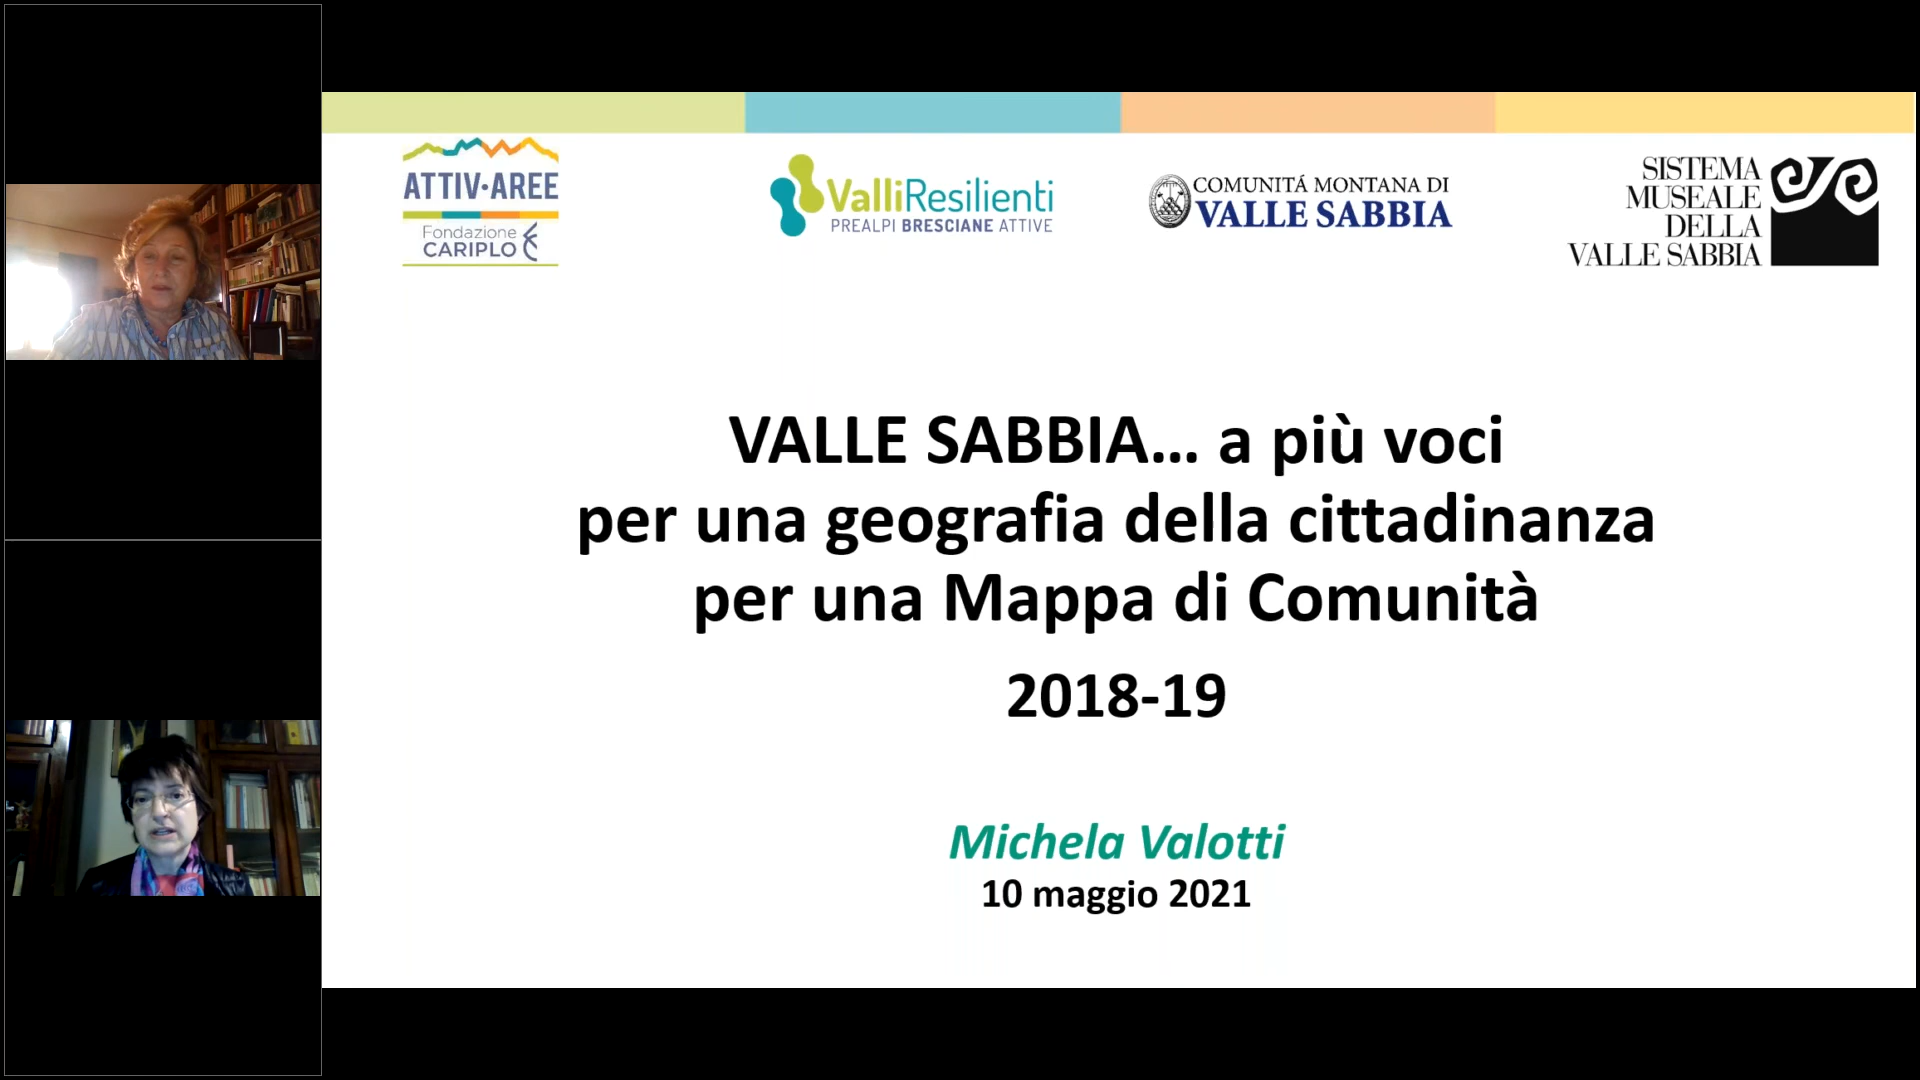 ATTIV·AREE
Fondazione
CARIPLO
ValliResilienti
PREALPI BRESCIANE ATTIVE
COMUNITÁ MONTANA DI
VALLE SABBIA
SISTEMA
MUSEALE
DELLA
VALLE SABBIA
VALLE SABBIA... a più voci
per una geografia della cittadinanza
per una Mappa di Comunità
2018-19
Michela Valotti
10 maggio 2021